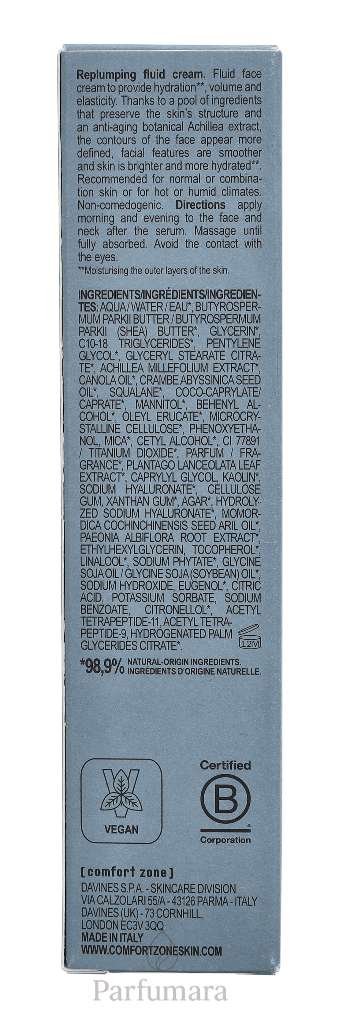 Replumping fluid cream. Fluid face
cream to provide hydration**, volume and
elasticity. Thanks to a pool of ingredients
that preserve the skin's structure and
an anti-aging botanical Achillea extract,
the contours of the face appear more
defined, facial features are smoother
and skin is brighter and more hydrated**.
Recommended for normal or combina-
tion skin or for hot or humid climates.
Non-comedogenic. Directions apply
morning and evening to the face and
neck after the serum. Massage until
fully absorbed. Avoid the contact with
the eyes.
**Moisturising the outer layers of the skin.
INGREDIENTS/INGRÉDIENTS/INGREDIEN-
TES: AQUA / WATER / EAU*, BUTYROSPER-
MUM PARKII BUTTER / BUTYROSPERMUM
PARKII (SHEA) BUTTER*, GLYCERIN*,
C10-18 TRIGLYCERIDES*, PENTYLENE
GLYCOL*, GLYCERYL STEARATE CITRA-
TE*, ACHILLEA MILLEFOLIUM EXTRACT*,
CANOLA OIL*, CRAMBE ABYSSINICA SEED
OIL*, SQUALANE*, COCO-CAPRYLATE/
CAPRATE*, MANNITOL*, BEHENYL AL-
COHOL*, OLEYL ERUCATE*, MICROCRY-
STALLINE CELLULOSE*, PHENOXYETHA-
NOL, MICA*, CETYL ALCOHOL*, CI 77891
/ TITANIUM DIOXIDE*, PARFUM / FRA-
GRANCE*, PLANTAGO LANCEOLATA LEAF
EXTRACT*, CAPRYLYL GLYCOL, KAOLIN*,
SODIUM HYALURONATE*, CELLULOSE
GUM, XANTHAN GUM*, AGAR*, HYDROLY-
ZED SODIUM HYALURONATE*, MOMOR-
DICA COCHINCHINENSIS SEED ARIL OIL*,
PAEONIA ALBIFLORA ROOT EXTRACT*,
ETHYLHEXYLGLYCERIN, TOCOPHEROL*,
LINALOOL*, SODIUM PHYTATE*, GLYCINE
SOJA OIL / GLYCINE SOJA (SOYBEAN) OIL*,
SODIUM HYDROXIDE, EUGENOL*, CITRIC
ACID, POTASSIUM SORBATE, SODIUM
BENZOATE, CITRONELLOL*, ACETYL
TETRAPEPTIDE-11, ACETYL TETRA-
PEPTIDE-9, HYDROGENATED PALM
GLYCERIDES CITRATE*.
12M
*98,9% NATURAL-ORIGIN INGREDIENTS.
INGRÉDIENTS D'ORIGINE NATURELLE.
VEGAN
Certified
B
Corporation
[ comfort zone ]
DAVINES S.P.A. - SKINCARE DIVISION
VIA CALZOLARI 55/A - 43126 PARMA - ITALY
DAVINES (UK) - 73 CORNHILL,
LONDON EC3V 3QQ
MADE IN ITALY
WWW.COMFORTZONESKIN.COM
Parfumara